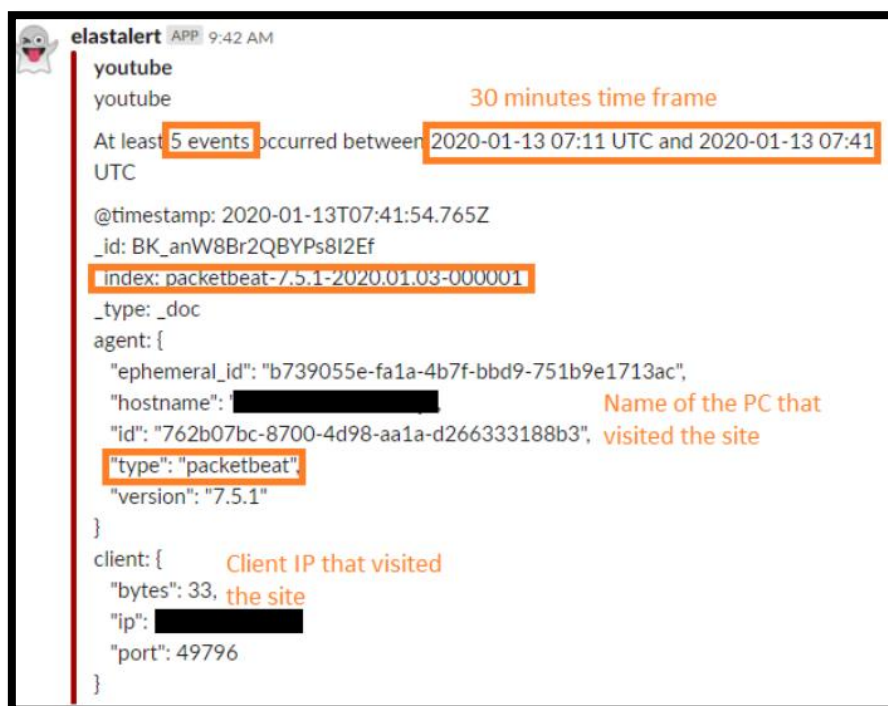 elastalert APP 9:42 AM
youtube
youtube
30 minutes time frame
At least 5 events occurred between 2020-01-13 07:11 UTC and 2020-01-13 07:41
UTC
@timestamp: 2020-01-13T07:41:54.765Z
_id: BK_anW8Br2QBYPs8I2Ef
_index: packetbeat-7.5.1-2020.01.03-000001
_type: _doc
agent: {
"ephemeral_id": "b739055e-fa1a-4b7f-bbd9-751b9e1713ac",
"hostname": "
Name of the PC that
"id": "762b07bc-8700-4d98-aa1a-d266333188b3",
visited the site
"type": "packetbeat",
"version": "7.5.1"
}
client: {
Client IP that visited
"bytes": 33,
the site
"ip":
"port": 49796
}